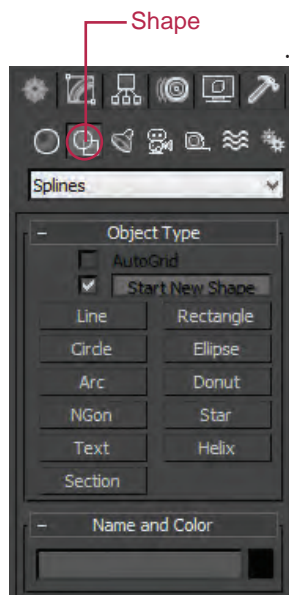 Shape
.
Splines
- Object Type
AutoGrid
Start New Shape
Line Rectangle
Circle Ellipse
Arc Donut
NGon Star
Text Helix
Section
- Name and Color